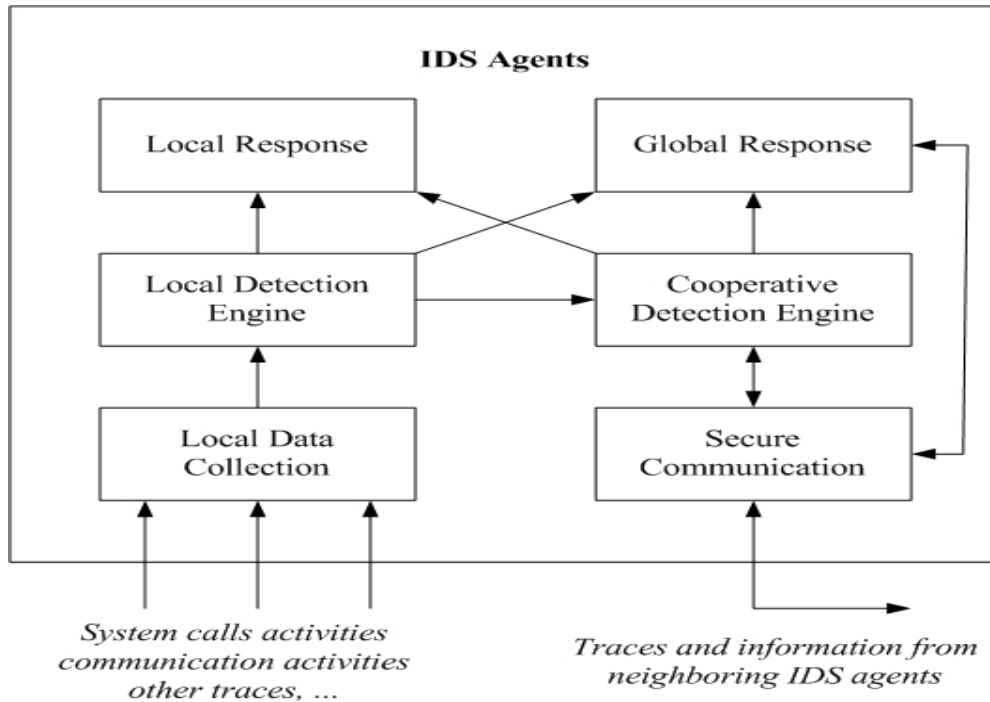 IDS Agents
Local Response
Global Response
Local Detection
Engine
Cooperative
Detection Engine
Local Data
Collection
Secure
Communication
System calls activities
communication activities
other traces, ...
Traces and information from
neighboring IDS agents